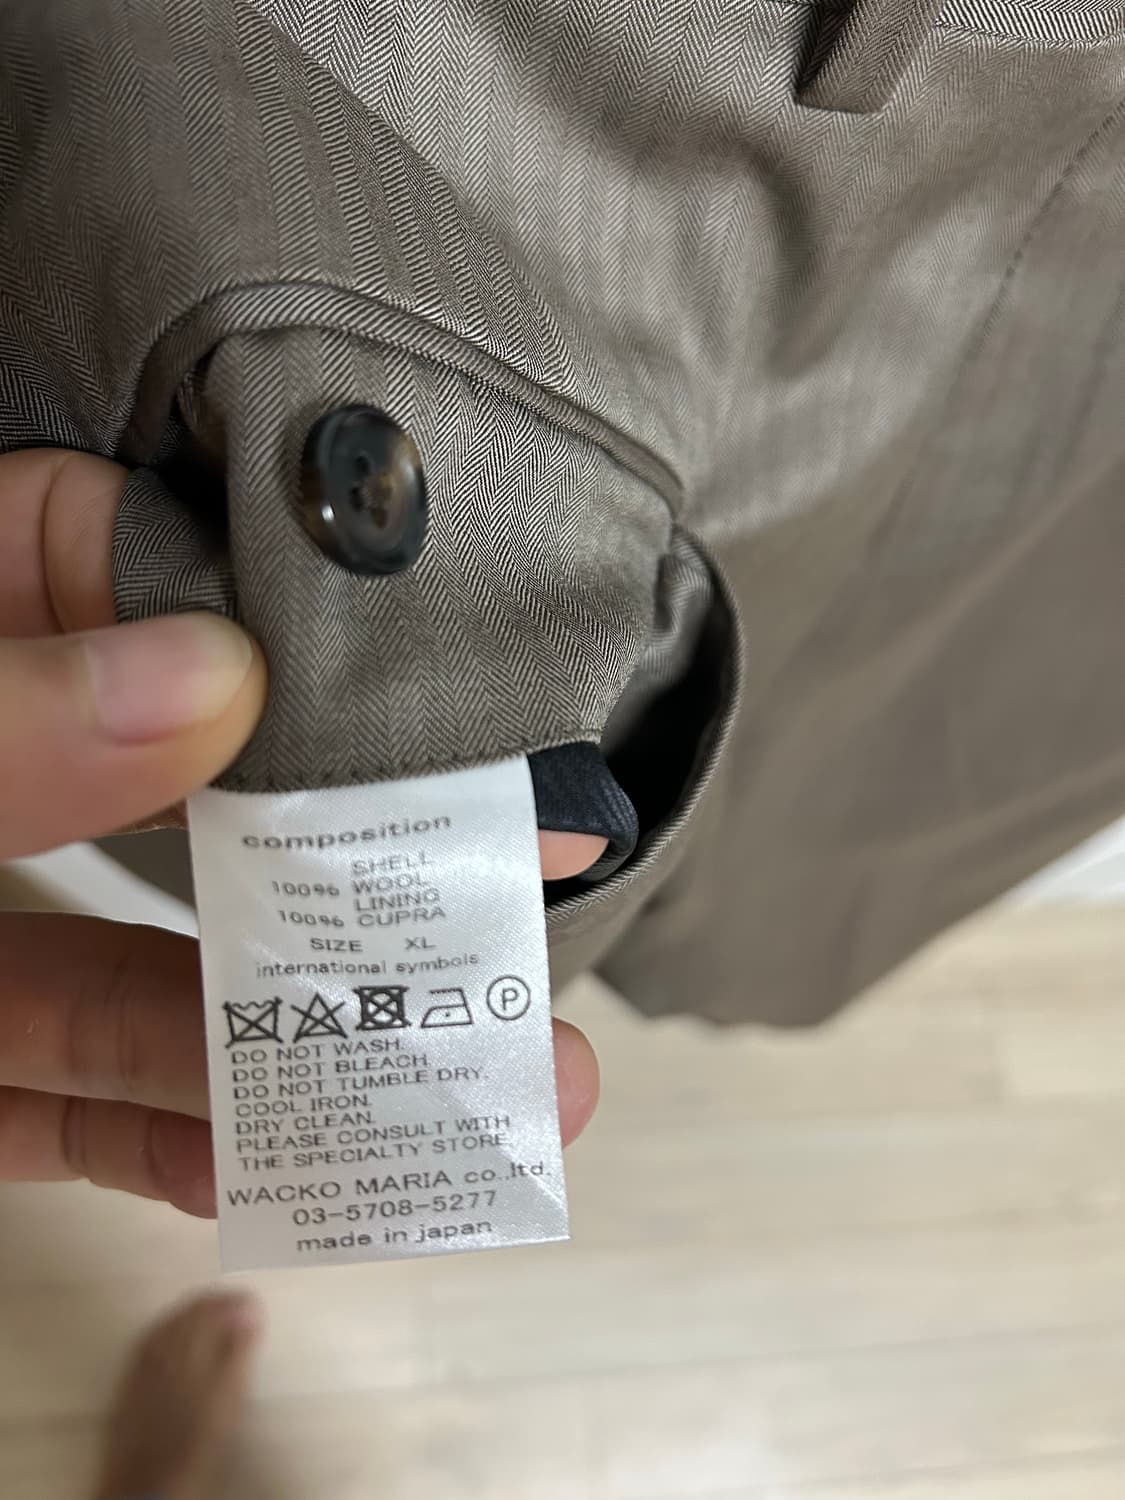 composition
SHELL
100% WOOL
LINING
100% CUPRA
SIZE XL
international symbols
P
DO NOT WASH.
DO NOT BLEACH.
DO NOT TUMBLE DRY.
COOL IRON.
DRY CLEAN.
PLEASE CONSULT WITH
THE SPECIALTY STORE.
WACKO MARIA co.,ltd.
03-5708-5277
made in japan